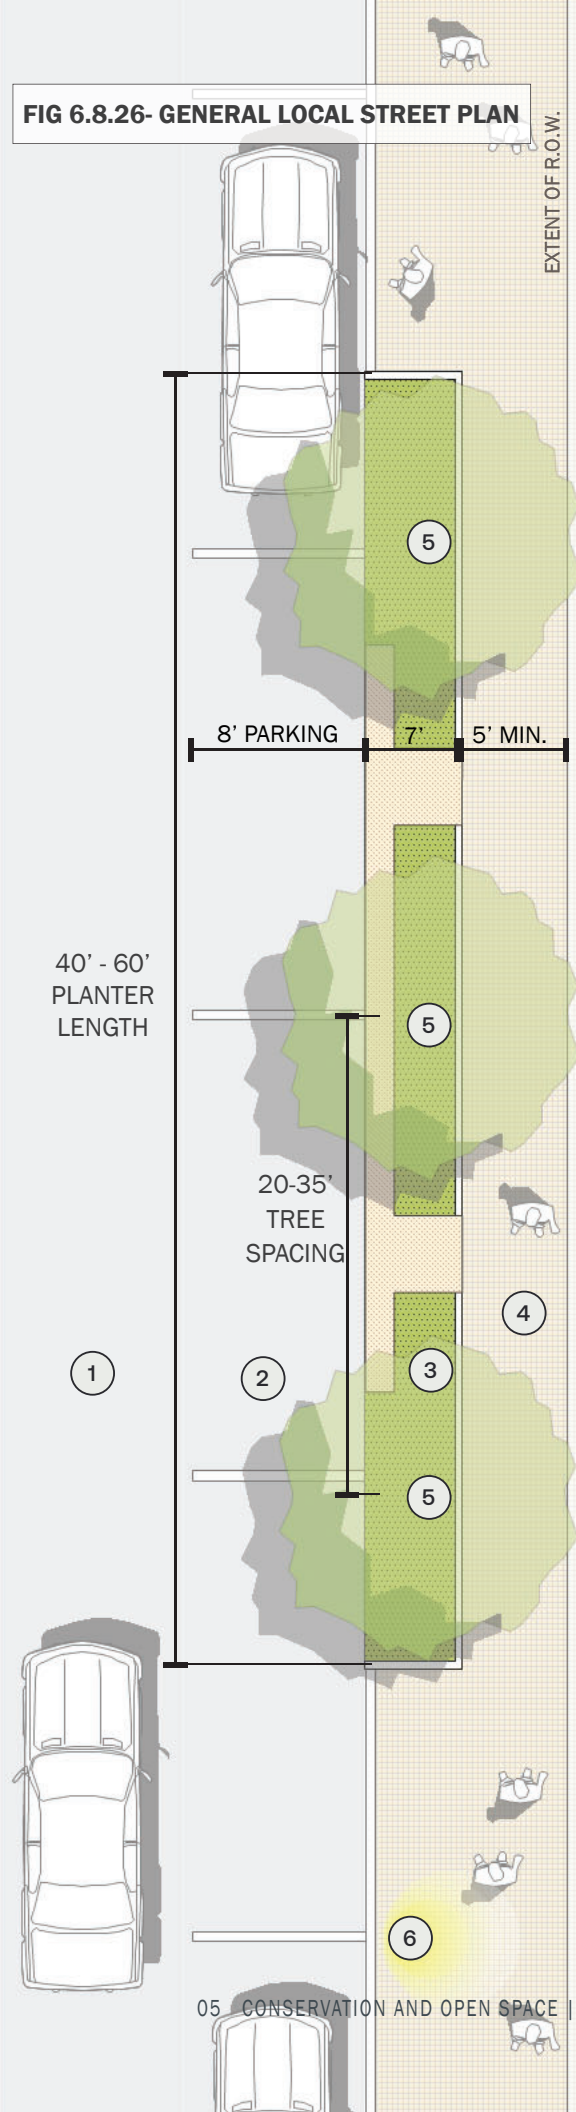 FIG 6.8.26- GENERAL LOCAL STREET PLAN
EXTENT OF R.O.W.
5
8’ PARKING
7’
5’ MIN.
40’ - 60’
PLANTER
LENGTH
5
20-35’
TREE
SPACING
4
1
2
3
5
6
05 CONSERVATION AND OPEN SPACE |